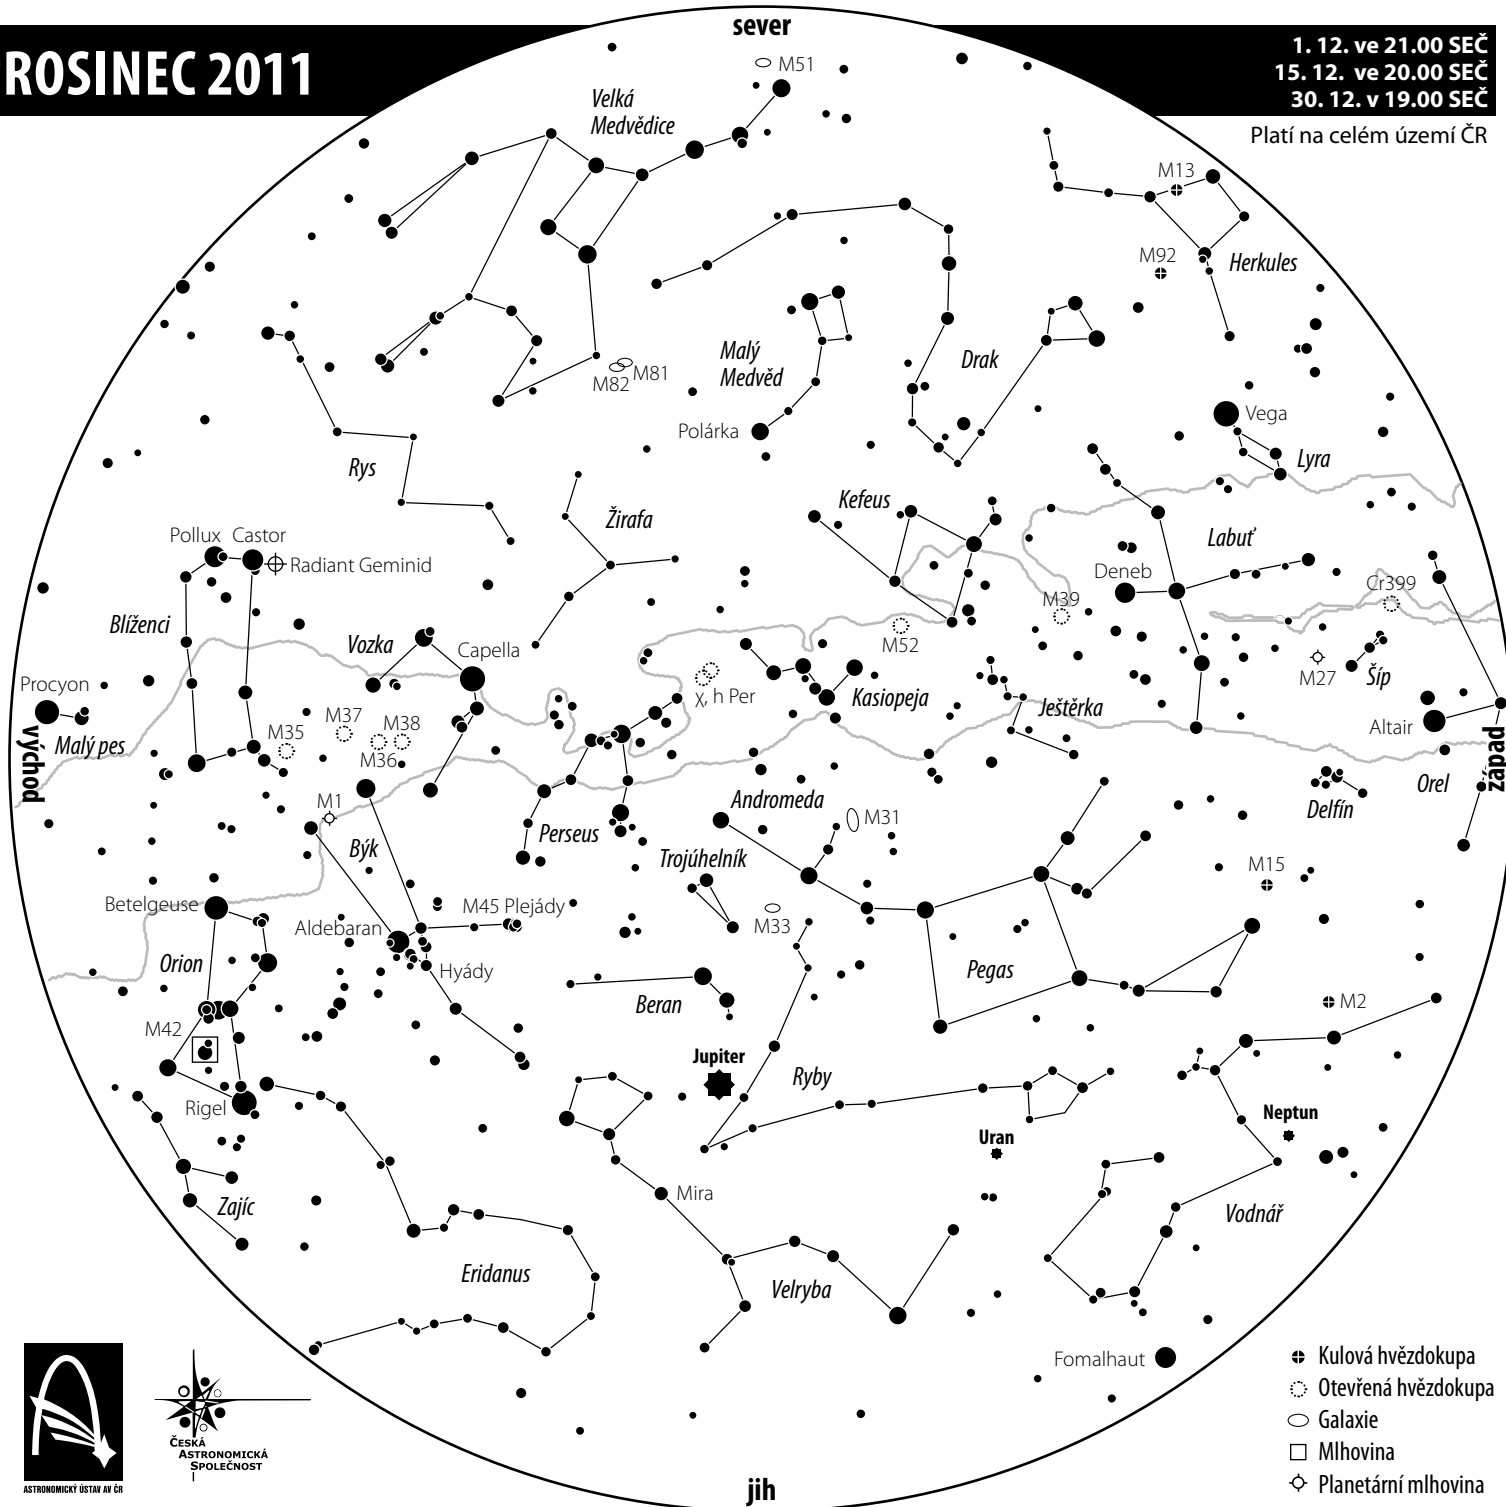 sever
ROSINEC 2011
1. 12. ve 21.00 SEČ
15. 12. ve 20.00 SEČ
30. 12. v 19.00 SEČ
Platí na celém území ČR
M51
Velká
Medvědice
M13
M92
Herkules
Malý
Medvěd
Drak
M82
M81
Polárka
Vega
Lyra
Rys
Žirafa
Kefeus
Labuť
Pollux
Castor
Radiant Geminid
Deneb
Cr399
M39
Blíženci
Vozka
Capella
M52
M27
Šíp
Procyon
Malý pes
východ
M35
M37
M36
M38
χ, h Per
Kasiopeja
Ještěrka
Altair
Orel
západ
M1
Býk
Perseus
Andromeda
M31
Delfín
Trojúhelník
M15
Betelgeuse
Aldebaran
M45 Plejády
M33
Hyády
Orion
Beran
Pegas
M42
M2
Jupiter
Ryby
Rigel
Uran
Neptun
Zajíc
Mira
Vodnář
Eridanus
Velryba
Fomalhaut
Kulová hvězdokupa
Otevřená hvězdokupa
Galaxie
Mlhovina
Planetární mlhovina
ČESKÁ
ASTRONOMICKÁ
SPOLEČNOST
ASTRONOMICKÝ ÚSTAV AV ČR
jih